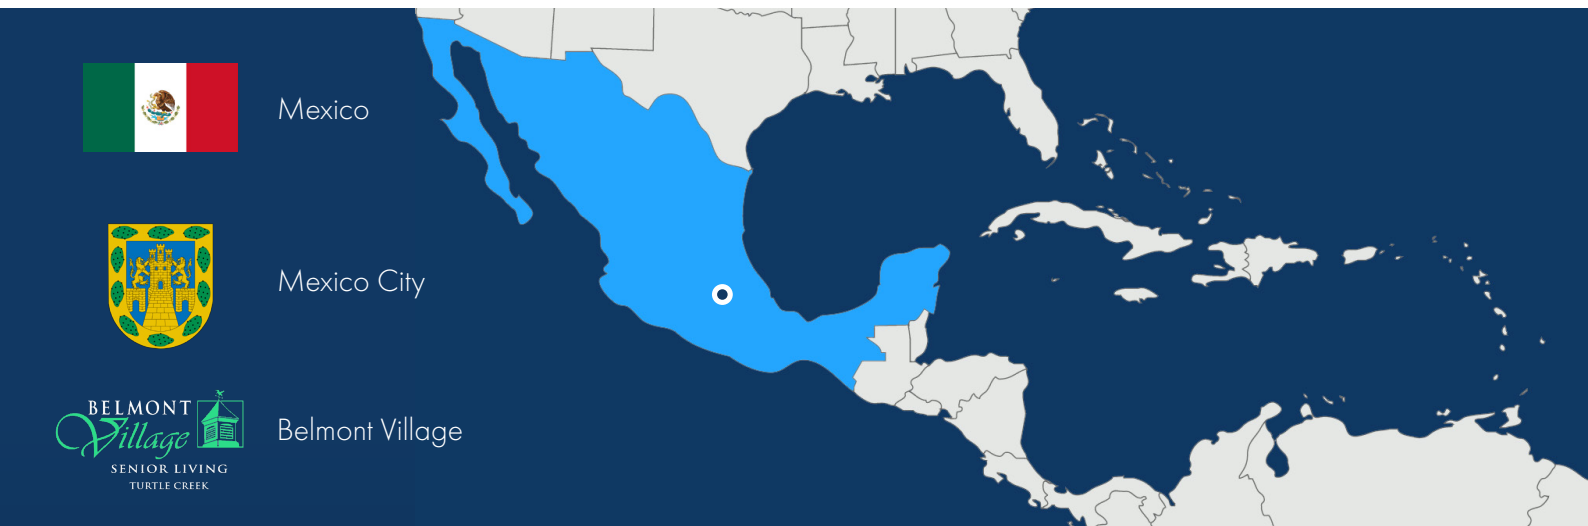 Mexico
Mexico City
BELMONT
Village
SENIOR LIVING
TURTLE CREEK
Belmont Village